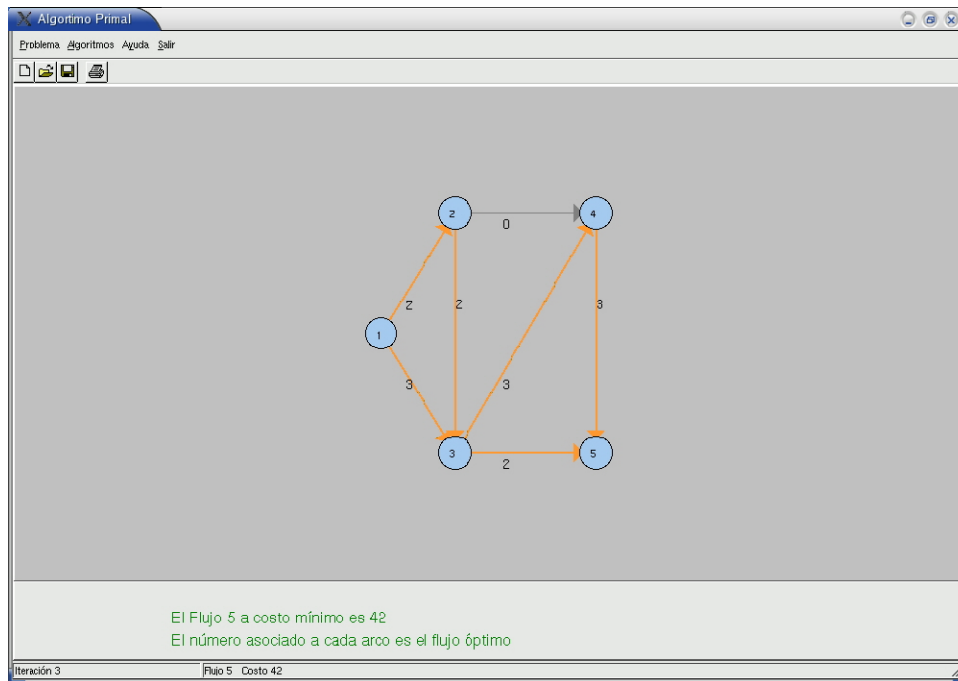 Algortimo Primal
Problema Algoritmos Ayuda Salir
2
4
0
2
2
3
1
3
3
3
5
2
El Flujo 5 a costo mínimo es 42
El número asociado a cada arco es el flujo óptimo
Iteración 3
Flujo 5 Costo 42